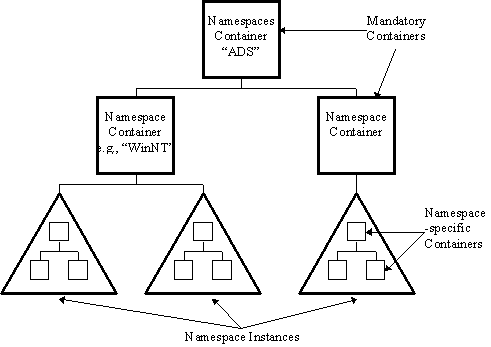 Namespaces
Container
“ADS”
Mandatory
Containers
Namespace
Container
e.g., “WinNT”
Namespace
Container
Namespace
-specific
Containers
Namespace Instances